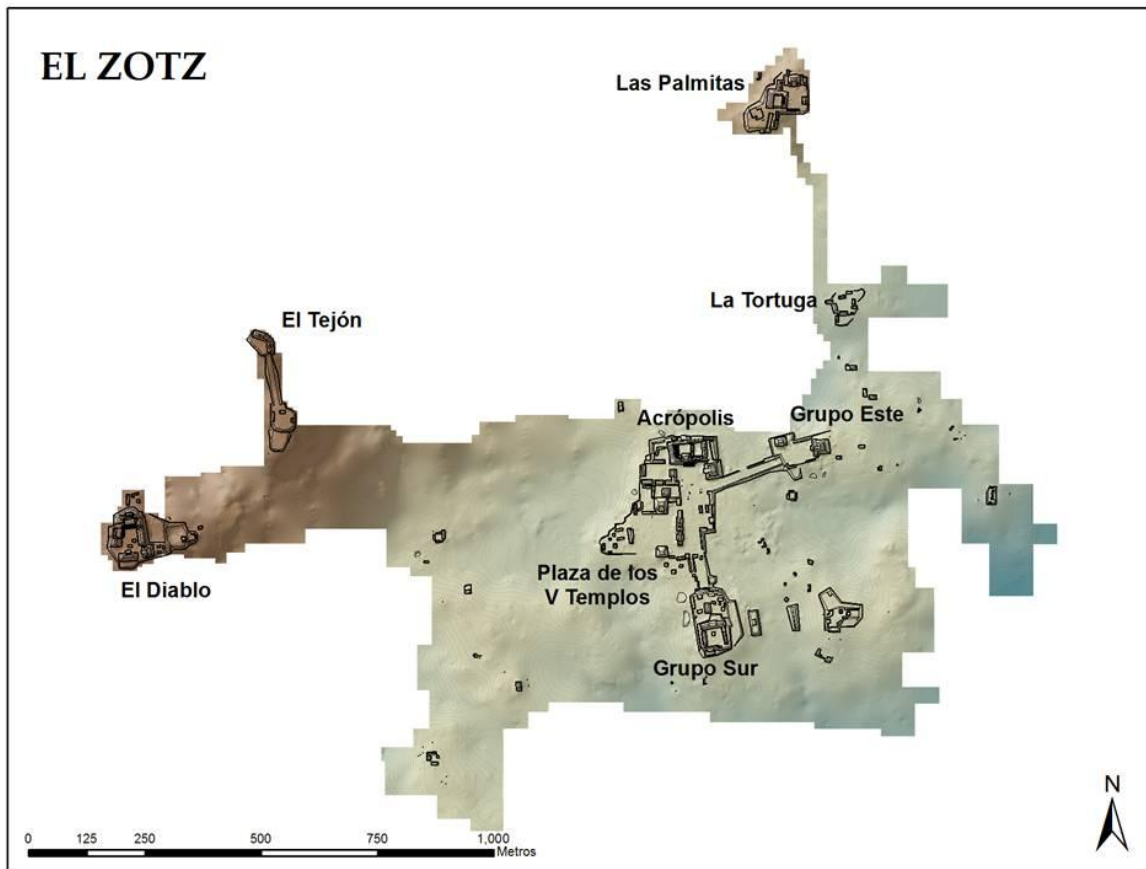 EL ZOTZ
Las Palmitas
La Tortuga
El Tejón
Acrópolis
Grupo Este
Plaza de los
V Templos
El Diablo
Grupo Sur
N
0 125 250 500 750 1,000
Metros